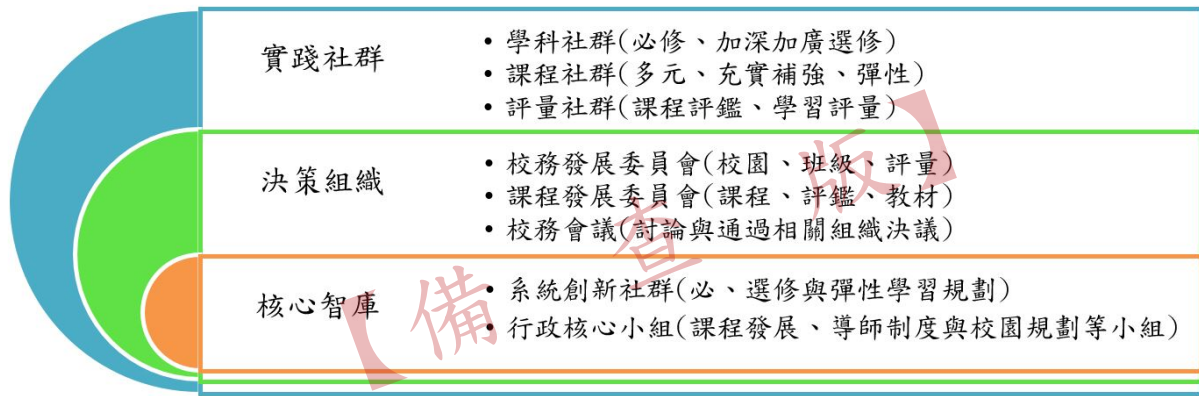 實踐社群
• 學科社群(必修、加深加廣選修)
• 課程社群(多元、充實補強、彈性)
• 評量社群(課程評鑑、學習評量)
決策組織
• 校務發展委員會(校園、班級、評量)
• 課程發展委員會(課程、評鑑、教材)
• 校務會議(討論與通過相關組織決議)
核心智庫
• 系統創新社群(必、選修與彈性學習規劃)
• 行政核心小組(課程發展、導師制度與校園規劃等小組)
【備查版】